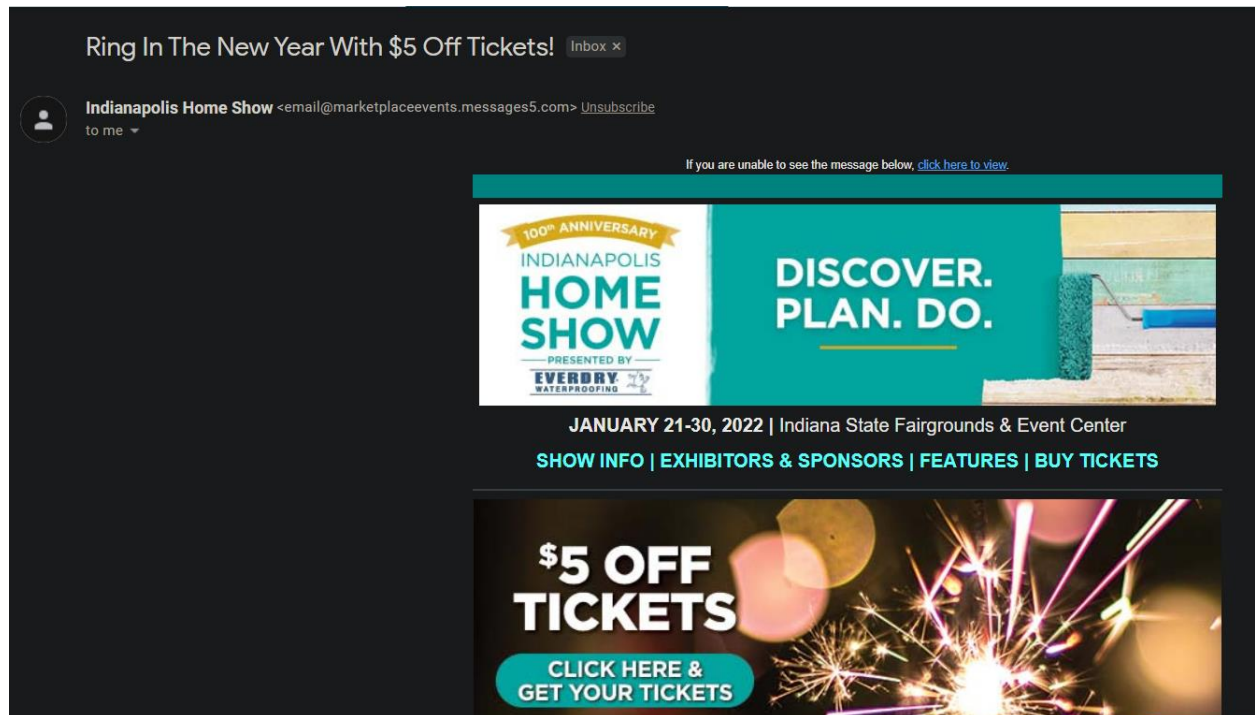 Ring In The New Year With $5 Off Tickets! Inbox ×
Indianapolis Home Show <email@marketplaceevents.messages5.com> Unsubscribe
to me
If you are unable to see the message below, click here to view.
100th ANNIVERSARY
INDIANAPOLIS
HOME
SHOW
PRESENTED BY
EVERDRY
WATERPROOFING
DISCOVER.
PLAN. DO.
JANUARY 21-30, 2022 | Indiana State Fairgrounds & Event Center
SHOW INFO | EXHIBITORS & SPONSORS | FEATURES | BUY TICKETS
$5 OFF
TICKETS
CLICK HERE &
GET YOUR TICKETS